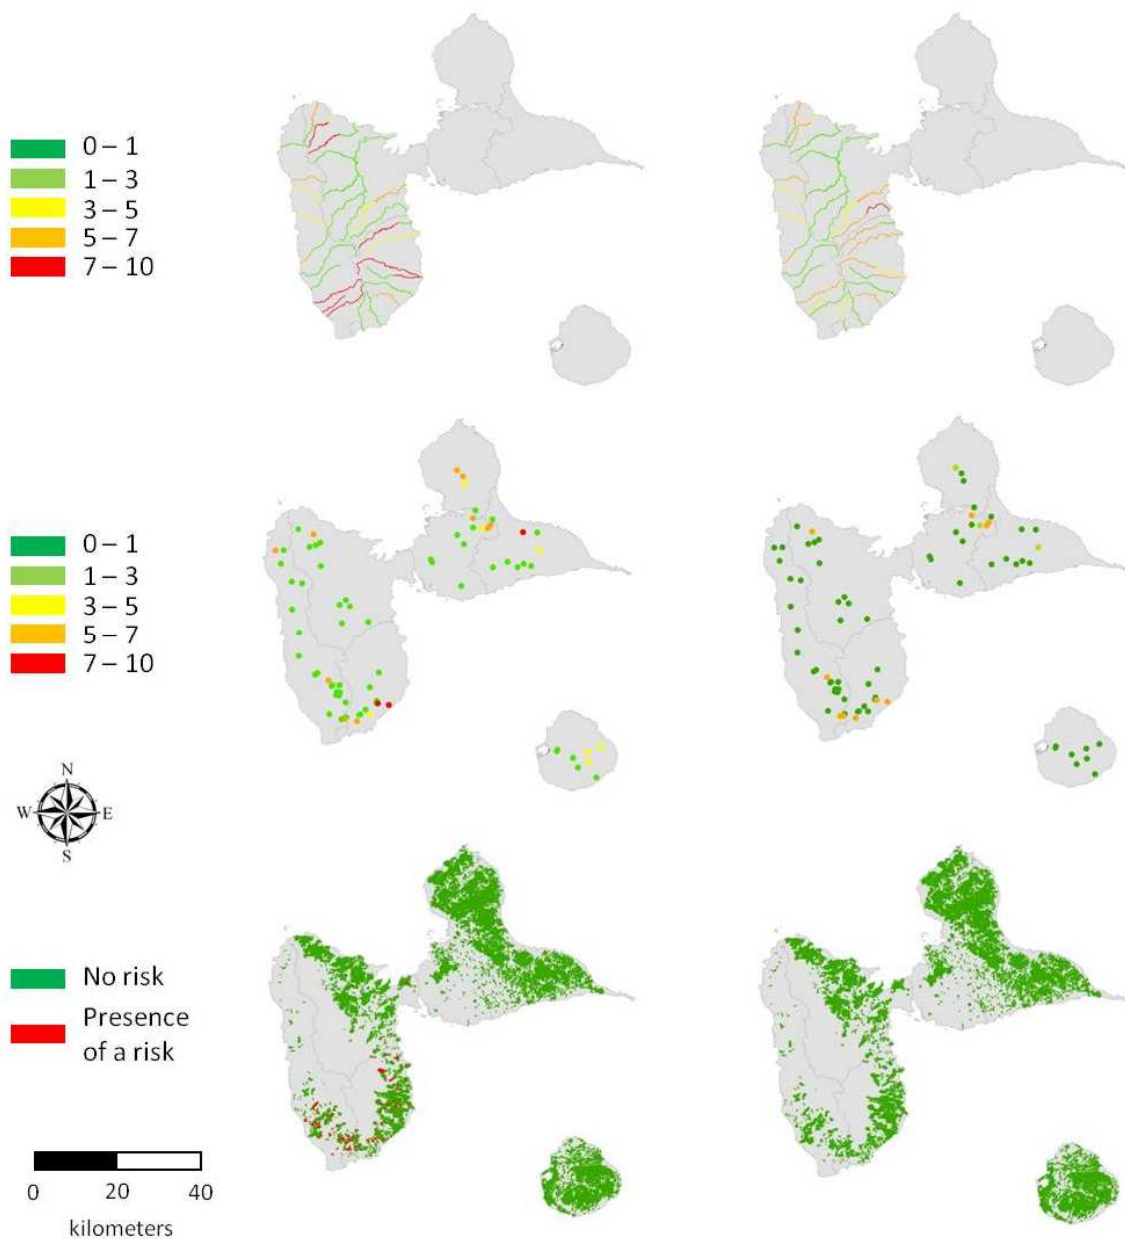 0 – 1
1 – 3
3 – 5
5 – 7
7 – 10
0 – 1
1 – 3
3 – 5
5 – 7
7 – 10
N
W E
S
No risk
Presence
of a risk
0 20 40
kilometers